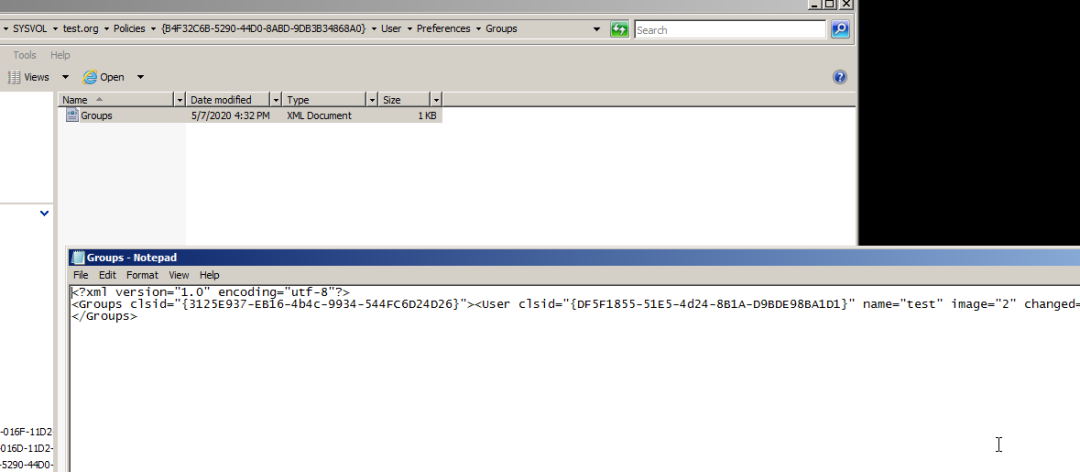 SYSVOL test.org Policies {B4F32C6B-5290-44D0-8ABD-9DB3B34868A0} User Preferences Groups Search
Tools Help
Views Open
Name Date modified Type Size
Groups 5/7/2020 4:32 PM XML Document 1 KB
Groups - Notepad
File Edit Format View Help
<?xml version="1.0" encoding="utf-8"?>
<Groups clsid="{3125E937-EB16-4b4c-9934-544FC6D24D26}"><User clsid="{DF5F1855-51E5-4d24-8B1A-D9BDE98BA1D1}" name="test" image="2" changed=
</Groups>
-016F-11D2-
-016D-11D2-
-5290-44D0-